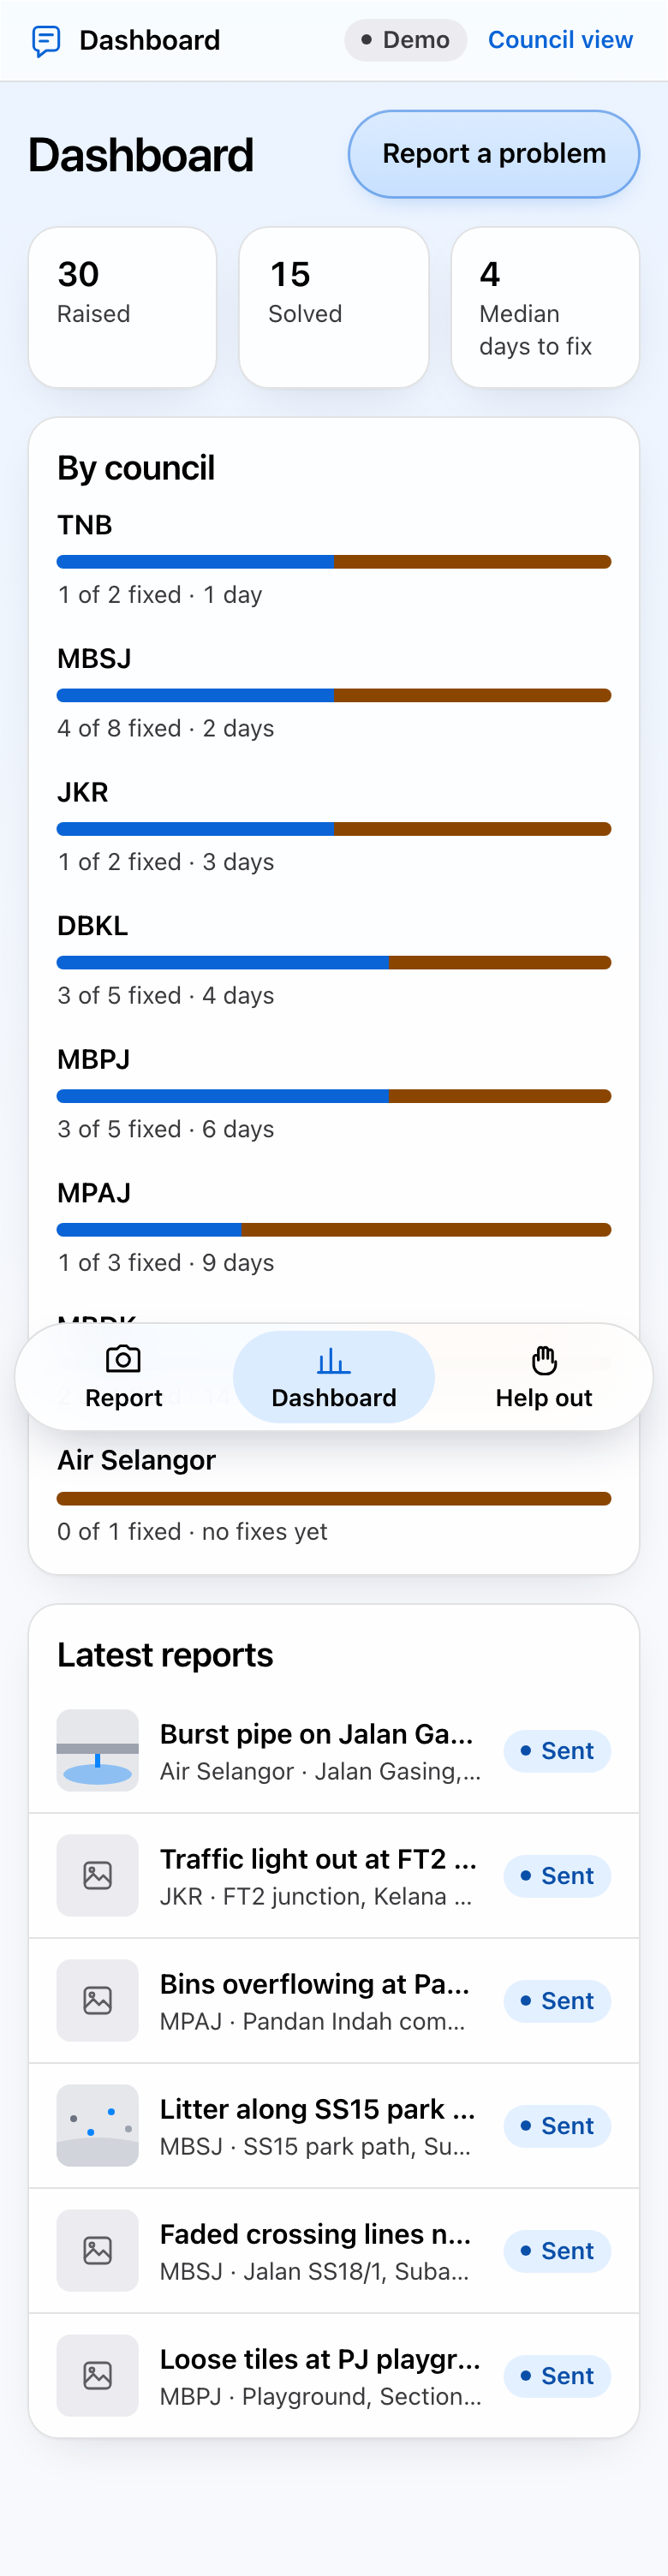 Dashboard
Demo
Council view
Dashboard
Report a problem
30
Raised
15
Solved
4
Median
days to fix
By council
TNB
1 of 2 fixed · 1 day
MBSJ
4 of 8 fixed · 2 days
JKR
1 of 2 fixed · 3 days
DBKL
3 of 5 fixed · 4 days
MBPJ
3 of 5 fixed · 6 days
MPAJ
1 of 3 fixed · 9 days
Report
Dashboard
Help out
Air Selangor
0 of 1 fixed · no fixes yet
Latest reports
Burst pipe on Jalan Ga...
Air Selangor · Jalan Gasing,...
Sent
Traffic light out at FT2 ...
JKR · FT2 junction, Kelana ...
Sent
Bins overflowing at Pa...
MPAJ · Pandan Indah com...
Sent
Litter along SS15 park ...
MBSJ · SS15 park path, Su...
Sent
Faded crossing lines n...
MBSJ · Jalan SS18/1, Suba...
Sent
Loose tiles at PJ playgr...
MBPJ · Playground, Section...
Sent